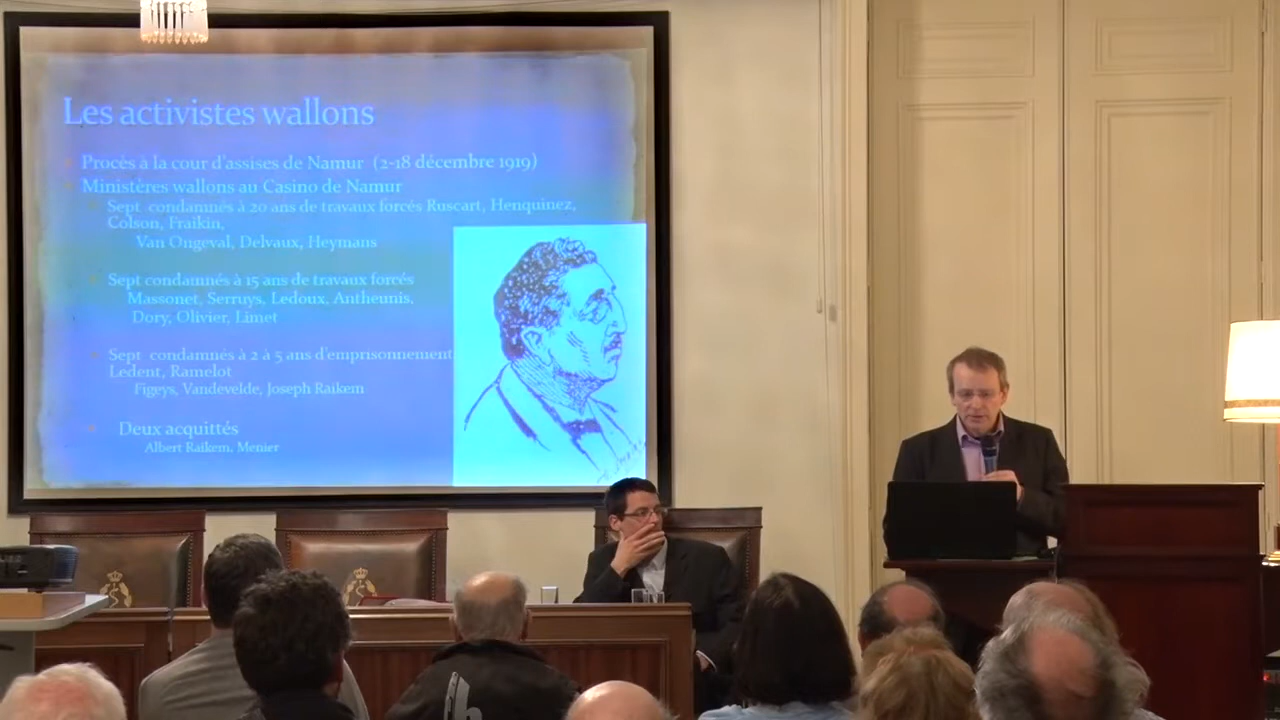 Les activistes wallons
Procès à la cour d'assises de Namur (2-18 décembre 1919)
Ministères wallons au Casino de Namur
Sept condamnés à 20 ans de travaux forcés Ruscart, Henquinez,
Colson, Fraikin,
Van Ongeval, Delvaux, Heymans
Sept condamnés à 15 ans de travaux forcés
Massonet, Serruys, Ledoux, Antheunis,
Dory, Olivier, Limet
Sept condamnés à 2 à 5 ans d'emprisonnement
Ledent, Ramelot
Figeys, Vandevelde, Joseph Raikem
Deux acquittés
Albert Raikem, Menier